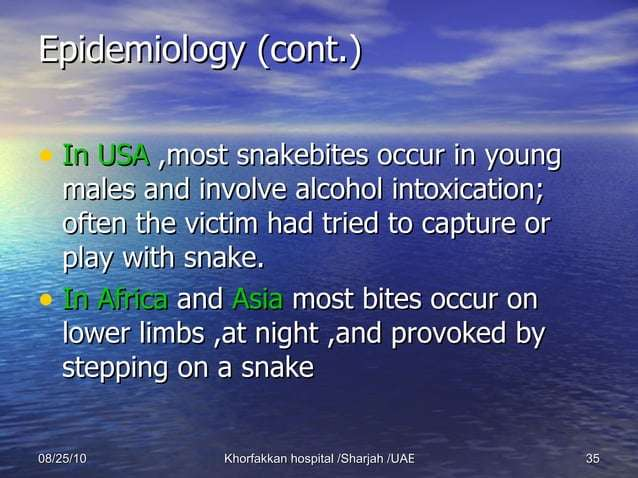 Epidemiology (cont.)
• In USA ,most snakebites occur in young
males and involve alcohol intoxication;
often the victim had tried to capture or
play with snake.
• In Africa and Asia most bites occur on
lower limbs ,at night ,and provoked by
stepping on a snake
08/25/10 Khorfakkan hospital /Sharjah /UAE 35